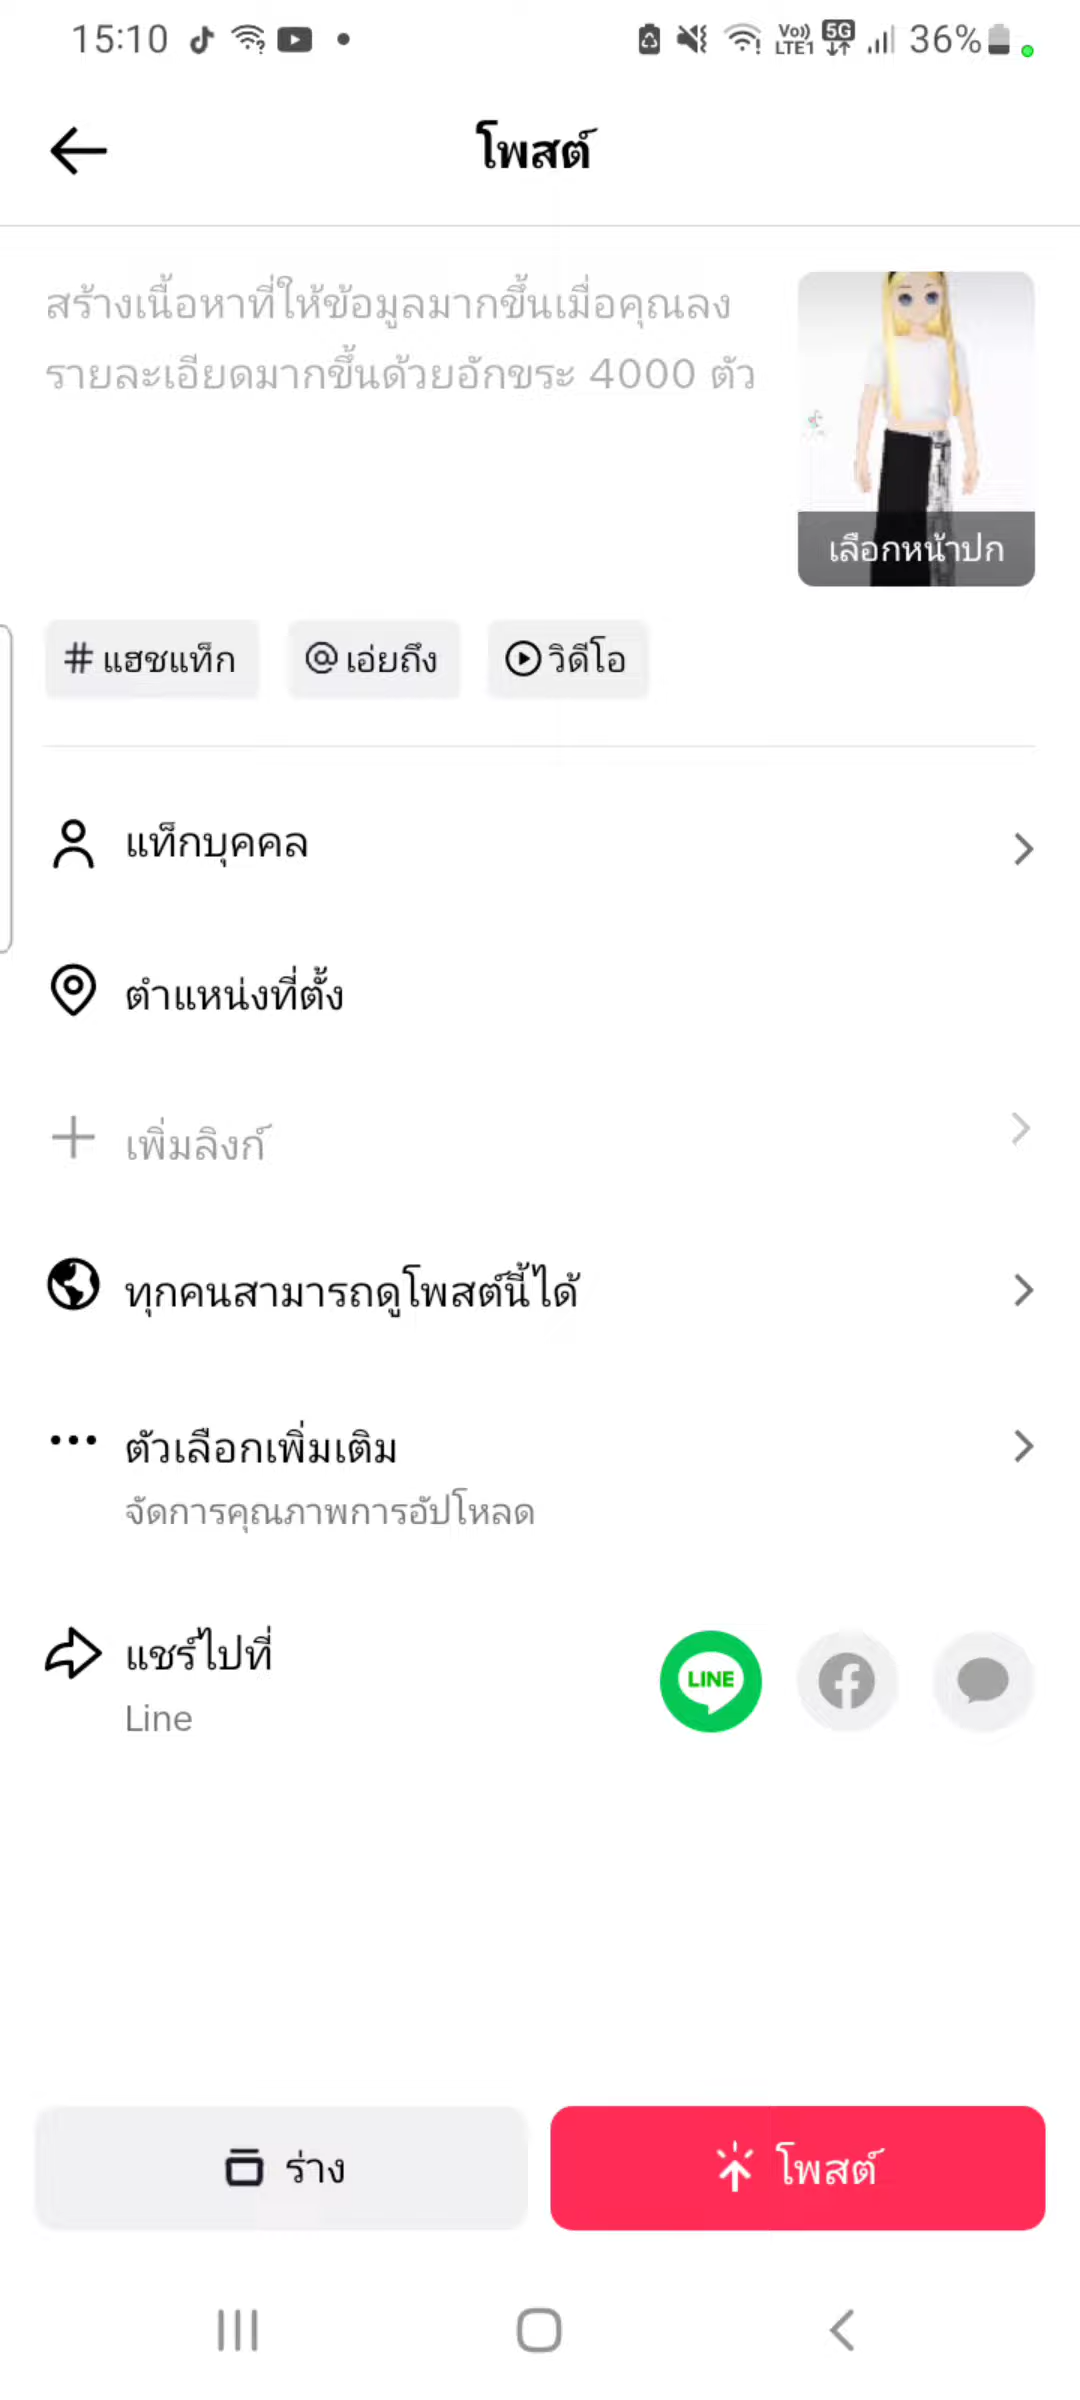 15:10
Vo)) LTE1 5G 36%
โพสต์
สร้างเนื้อหาที่ให้ข้อมูลมากขึ้นเมื่อคุณลง
รายละเอียดมากขึ้นด้วยอักขระ 4000 ตัว
เลือกหน้าปก
# แฮชแท็ก @ เอ่ยถึง วิดีโอ
แท็กบุคคล
ตำแหน่งที่ตั้ง
เพิ่มลิงก์
ทุกคนสามารถดูโพสต์นี้ได้
ตัวเลือกเพิ่มเติม
จัดการคุณภาพการอัปโหลด
แชร์ไปที่
Line
LINE
ร่าง
โพสต์